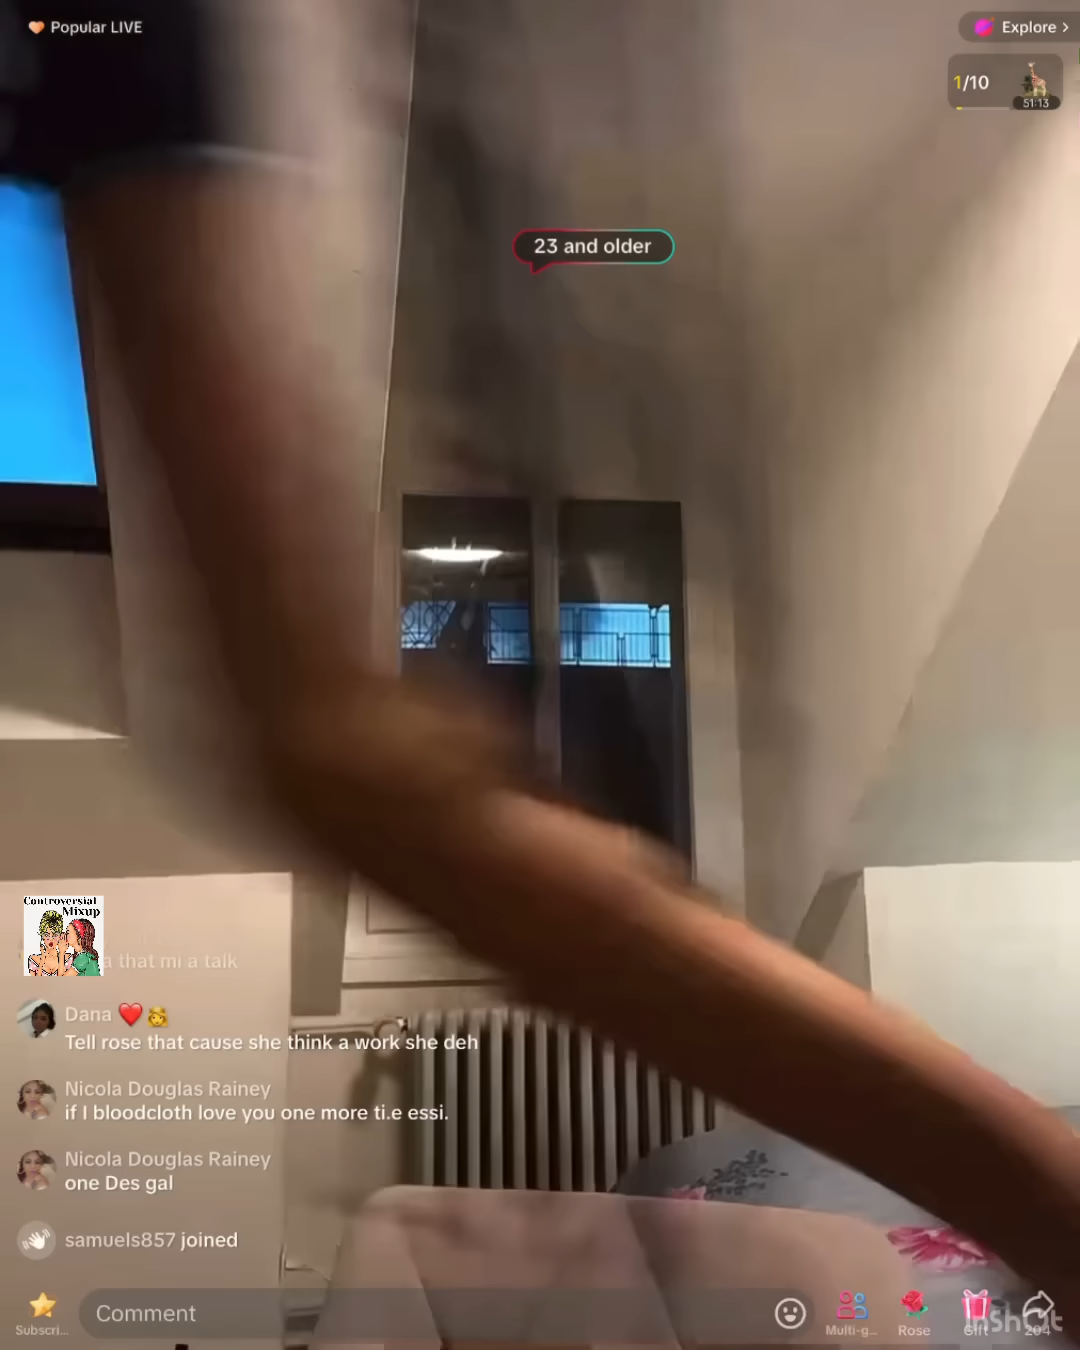 Popular LIVE
Explore >
1/10
51:13
23 and older
Controversial
Mixup
a that mi a talk
Dana ❤️
Tell rose that cause she think a work she deh
Nicola Douglas Rainey
if I bloodcloth love you one more ti.e essi.
Nicola Douglas Rainey
one Des gal
samuels857 joined
Comment
Subscri...
Multi-g...
Rose
Gift
204
InShot